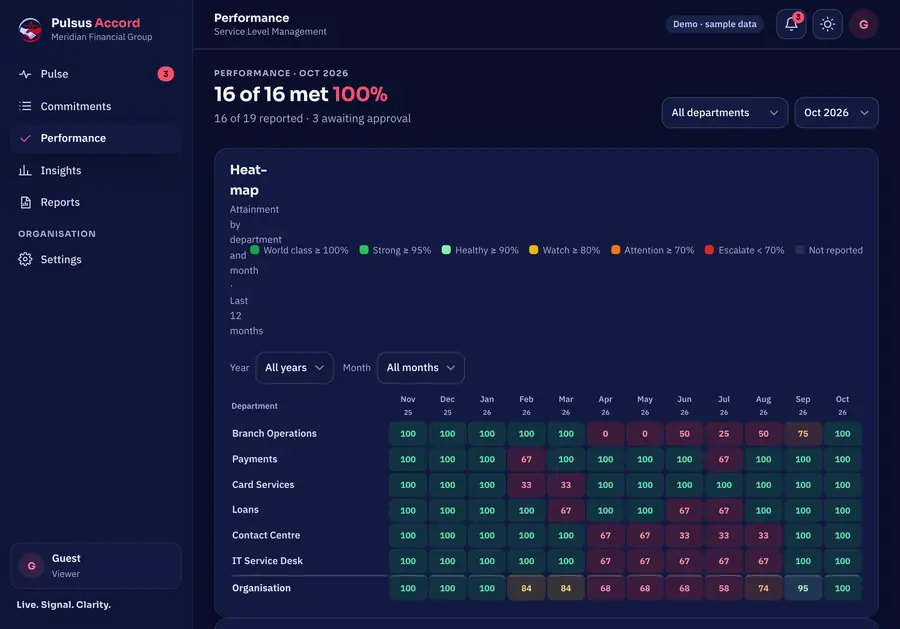 Pulsus Accord
Meridian Financial Group
Pulse 3
Commitments
Performance
Insights
Reports
ORGANISATION
Settings
G
Guest
Viewer
Live. Signal. Clarity.
Performance
Service Level Management
Demo · sample data
3
G
PERFORMANCE · OCT 2026
16 of 16 met 100%
16 of 19 reported · 3 awaiting approval
All departments
Oct 2026
Heat-
map
Attainment
by
department
and
month
·
Last
12
months
World class ≥ 100% Strong ≥ 95% Healthy ≥ 90% Watch ≥ 80% Attention ≥ 70% Escalate < 70% Not reported
Year All years Month All months
Department Nov 25 Dec 25 Jan 26 Feb 26 Mar 26 Apr 26 May 26 Jun 26 Jul 26 Aug 26 Sep 26 Oct 26
Branch Operations 100 100 100 100 100 0 0 50 25 50 75 100
Payments 100 100 100 67 100 100 100 100 67 100 100 100
Card Services 100 100 100 33 33 100 100 100 100 100 100 100
Loans 100 100 100 100 67 100 100 67 67 100 100 100
Contact Centre 100 100 100 100 100 67 67 33 33 33 100 100
IT Service Desk 100 100 100 100 100 67 67 67 67 67 100 100
Organisation 100 100 100 84 84 68 68 68 58 74 95 100